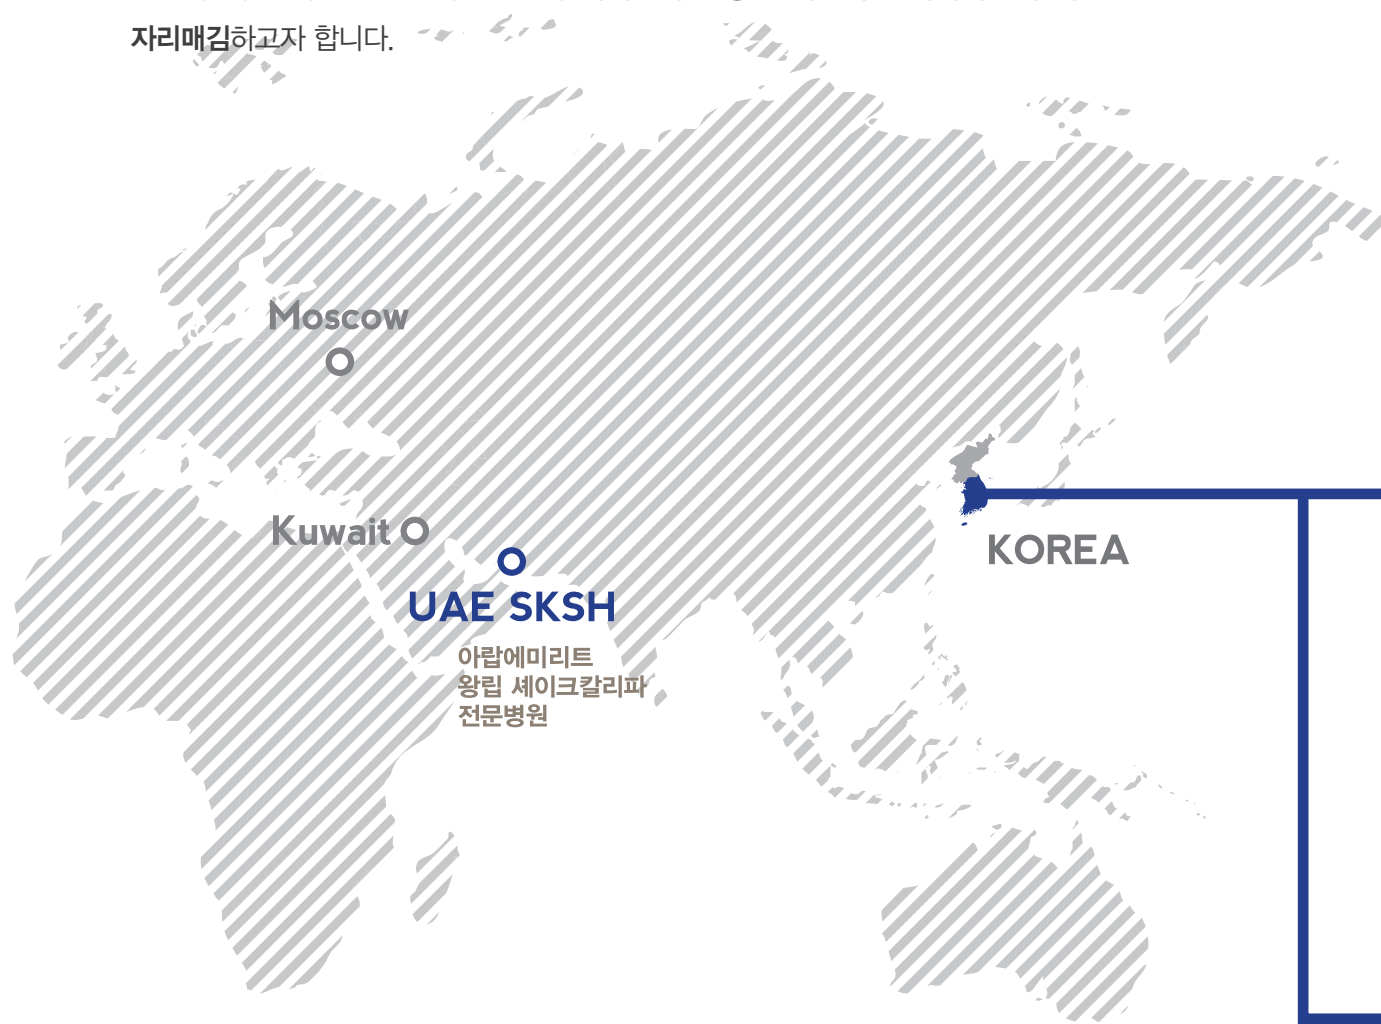 자리매김하고자 합니다.
Moscow
Kuwait
KOREA
UAE SKSH
아랍에미리트
왕립 셰이크칼리파
전문병원